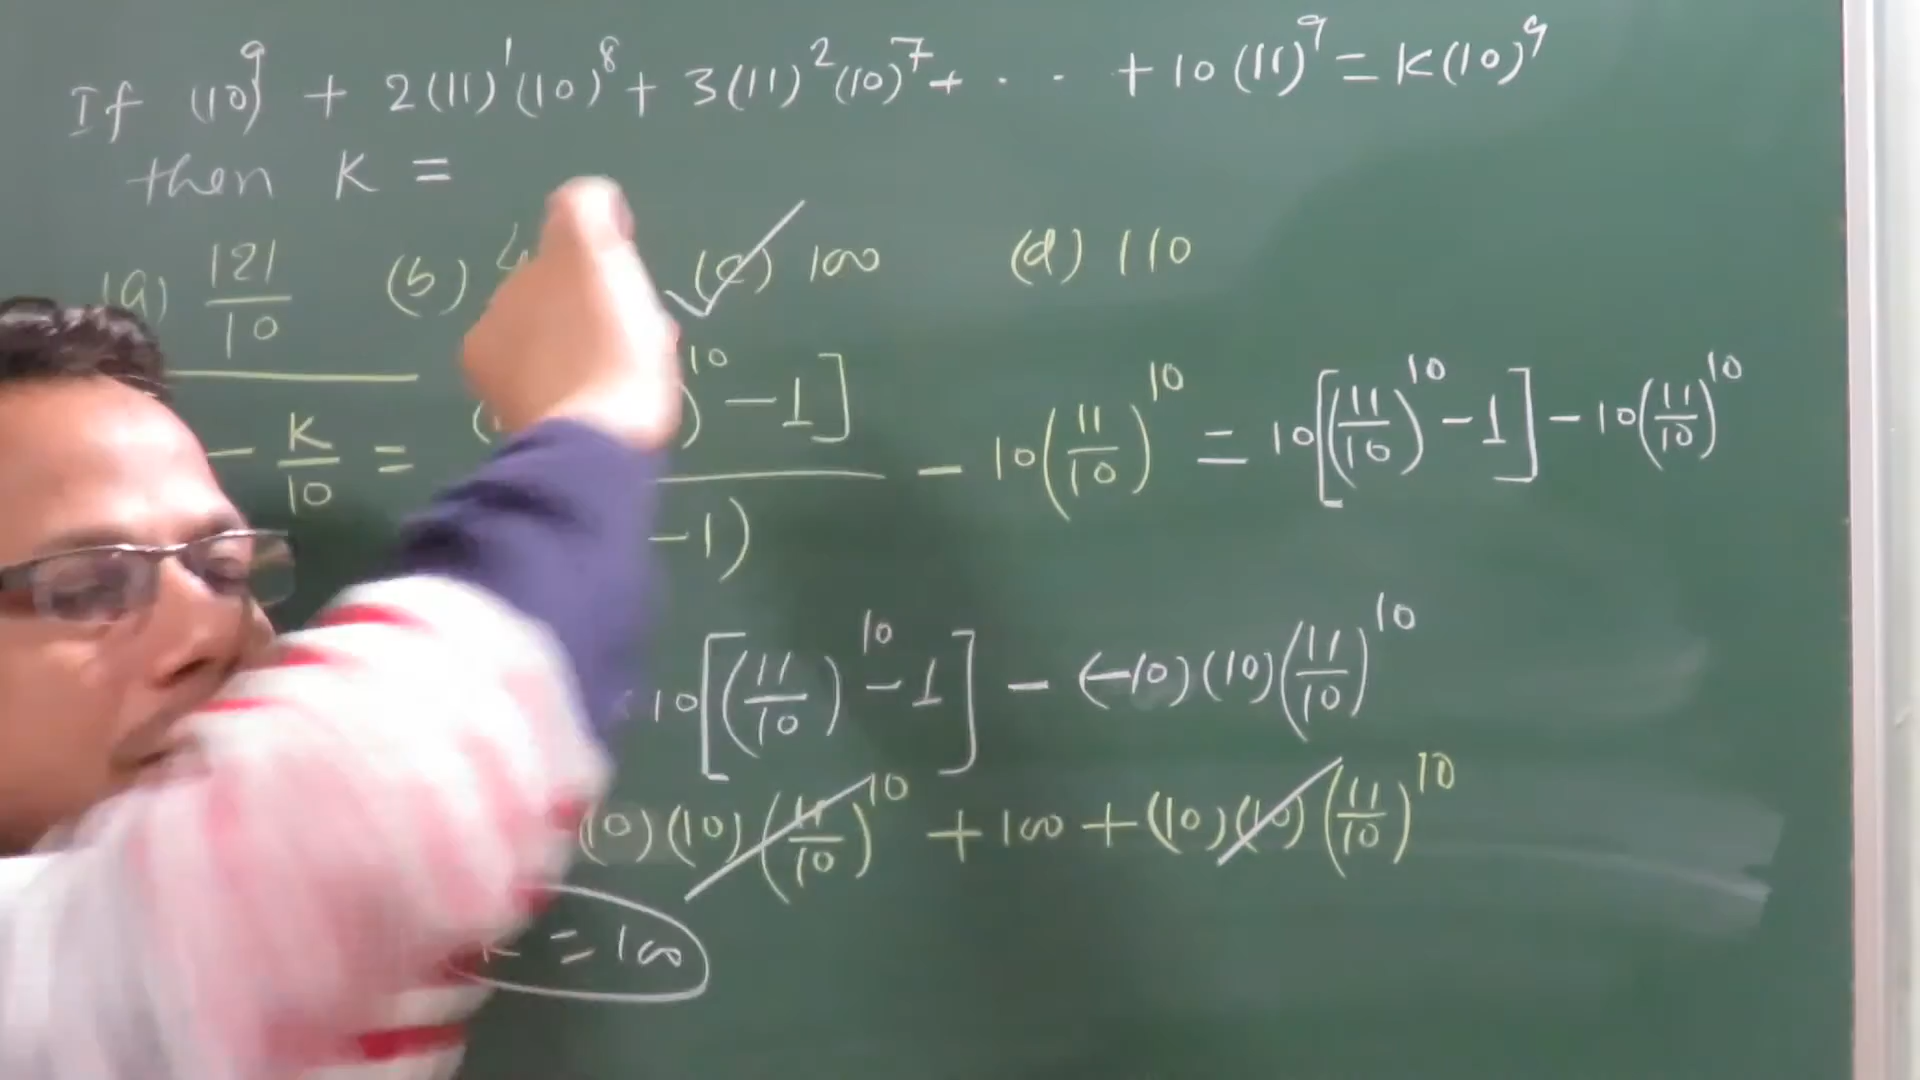 If (10)⁹ + 2(11)¹(10)⁸ + 3(11)²(10)⁷ + · · + 10(11)⁹ = K(10)⁹
then K =
(a) 121/10 (b) (c) 100 (d) 110
- K/10 = )¹⁰ - 1] / -1) - 10(11/10)¹⁰ = 10[(11/10)¹⁰ - 1] - 10(11/10)¹⁰
10[(11/10)¹⁰ - 1] - (-10)(10)(11/10)¹⁰
(10)(10)(11/10)¹⁰ + 100 + (10)(10)(11/10)¹⁰
K = 100